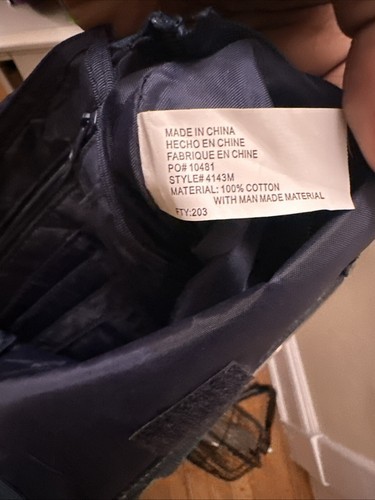 MADE IN CHINA
HECHO EN CHINE
FABRIQUE EN CHINE
PO# 10481
STYLE# 4143M
MATERIAL: 100% COTTON
WITH MAN MADE MATERIAL
FTY:203